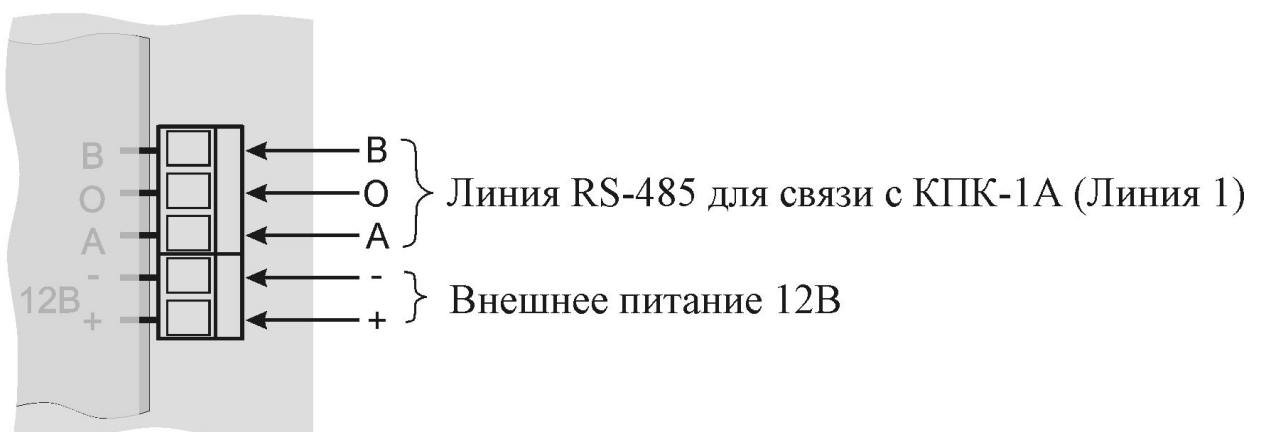 B B
O O
A A
Линия RS-485 для связи с КПК-1А (Линия 1)
- -
12В
+ +
Внешнее питание 12В